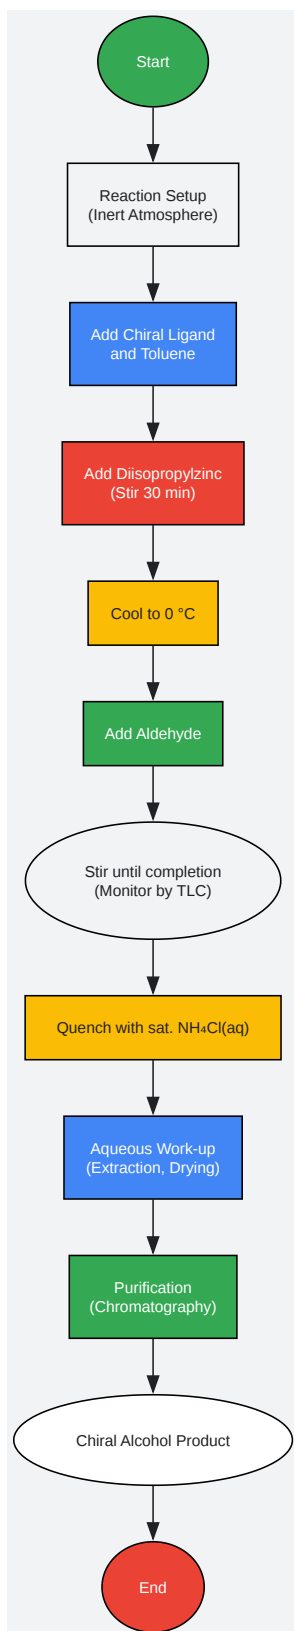 Start
Reaction Setup
(Inert Atmosphere)
Add Chiral Ligand
and Toluene
Add Diisopropylzinc
(Stir 30 min)
Cool to 0 °C
Add Aldehyde
Stir until completion
(Monitor by TLC)
Quench with sat. NH₄Cl(aq)
Aqueous Work-up
(Extraction, Drying)
Purification
(Chromatography)
Chiral Alcohol Product
End